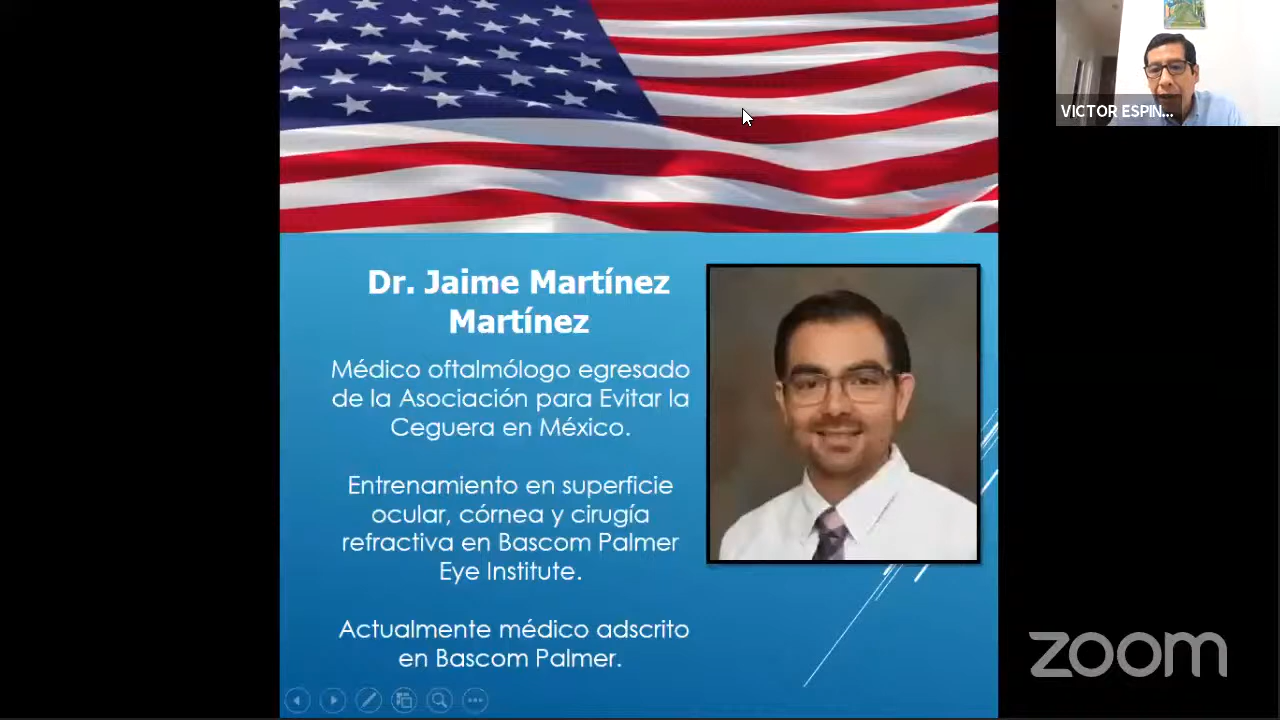 VICTOR ESPIN...
Dr. Jaime Martínez
Martínez
Médico oftalmólogo egresado
de la Asociación para Evitar la
Ceguera en México.
Entrenamiento en superficie
ocular, córnea y cirugía
refractiva en Bascom Palmer
Eye Institute.
Actualmente médico adscrito
en Bascom Palmer.
zoom